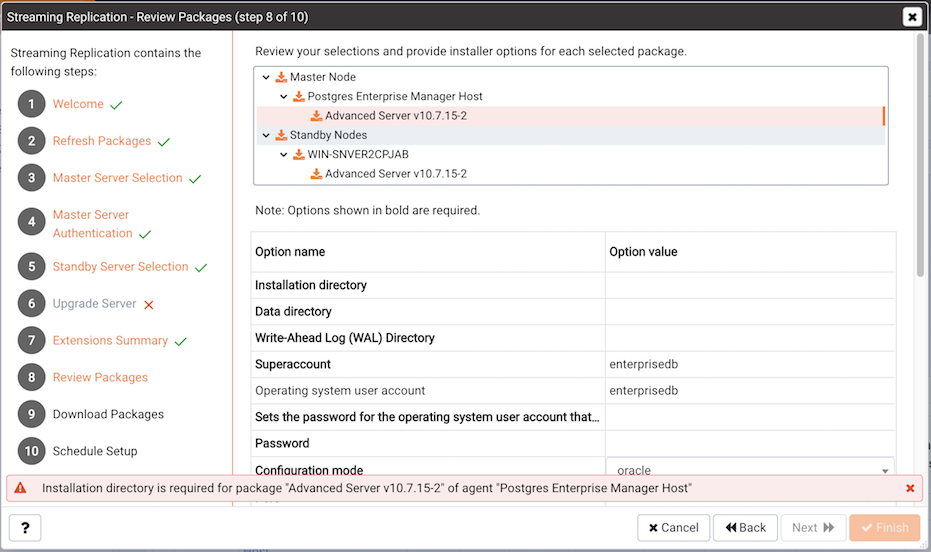 Streaming Replication - Review Packages (step 8 of 10)
Streaming Replication contains the
following steps:
1 Welcome
2 Refresh Packages
3 Master Server Selection
4 Master Server
Authentication
5 Standby Server Selection
6 Upgrade Server
7 Extensions Summary
8 Review Packages
9 Download Packages
10 Schedule Setup
Review your selections and provide installer options for each selected package.
Master Node
Postgres Enterprise Manager Host
Advanced Server v10.7.15-2
Standby Nodes
WIN-SNVER2CPJAB
Advanced Server v10.7.15-2
Note: Options shown in bold are required.
Option name Option value
Installation directory
Data directory
Write-Ahead Log (WAL) Directory
Superaccount enterprisedb
Operating system user account enterprisedb
Sets the password for the operating system user account that...
Password
Configuration mode oracle
Installation directory is required for package "Advanced Server v10.7.15-2" of agent "Postgres Enterprise Manager Host"
? Cancel Back Next Finish